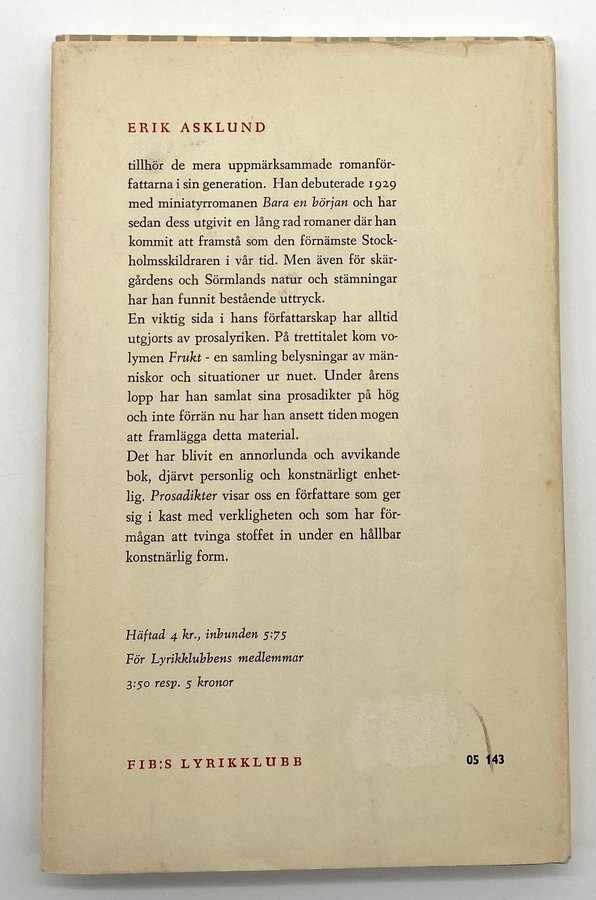 ERIK ASKLUND
tillhör de mera uppmärksammade romanför-
fattarna i sin generation. Han debuterade 1929
med miniatyrromanen Bara en början och har
sedan dess utgivit en lång rad romaner där han
kommit att framstå som den förnämste Stock-
holmsskildraren i vår tid. Men även för skär-
gårdens och Sörmlands natur och stämningar
har han funnit bestående uttryck.
En viktig sida i hans författarskap har alltid
utgjorts av prosalyriken. På trettitalet kom vo-
lymen Frukt - en samling belysningar av män-
niskor och situationer ur nuet. Under årens
lopp har han samlat sina prosadikter på hög
och inte förrän nu har han ansett tiden mogen
att framlägga detta material.
Det har blivit en annorlunda och avvikande
bok, djärvt personlig och konstnärligt enhet-
lig. Prosadikter visar oss en författare som ger
sig i kast med verkligheten och som har för-
mågan att tvinga stoffet in under en hållbar
konstnärlig form.
Häftad 4 kr., inbunden 5:75
För Lyrikklubbens medlemmar
3:50 resp. 5 kronor
FIB:S LYRIKKLUBB
05 143